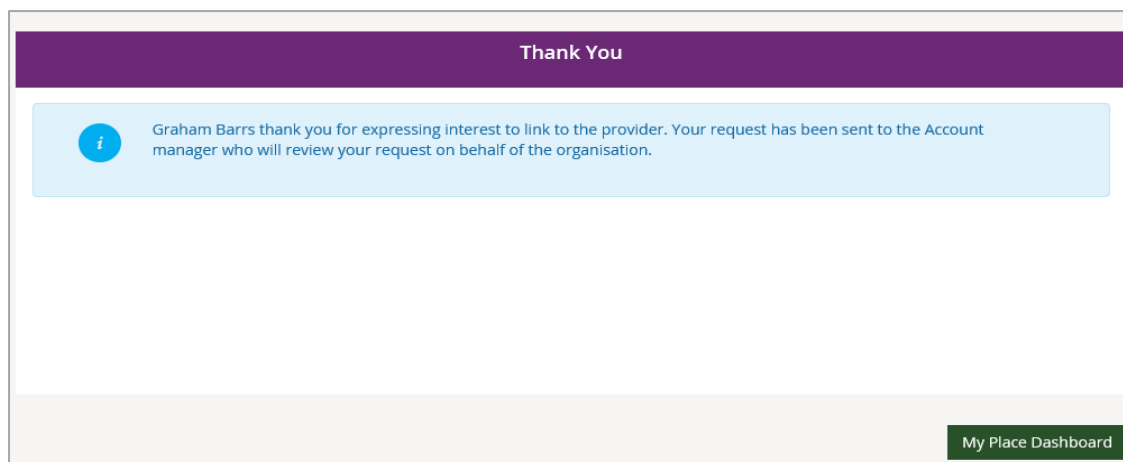 Thank You
i
Graham Barrs thank you for expressing interest to link to the provider. Your request has been sent to the Account
manager who will review your request on behalf of the organisation.
My Place Dashboard